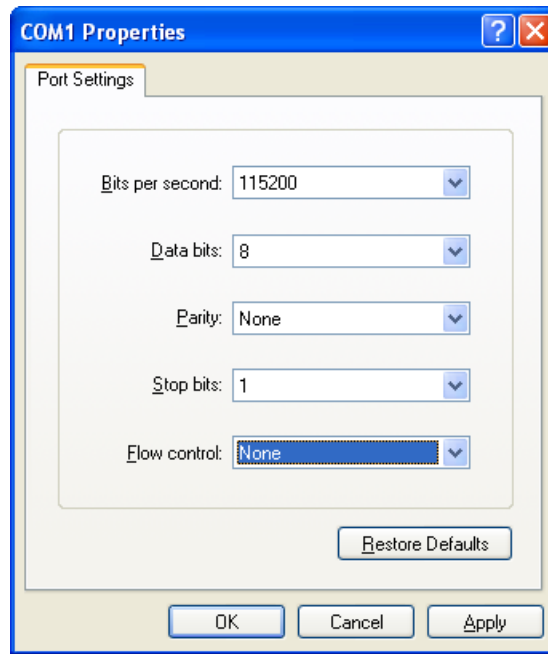 COM1 Properties
Port Settings
Bits per second: 115200
Data bits: 8
Parity: None
Stop bits: 1
Flow control: None
Restore Defaults
OK Cancel Apply